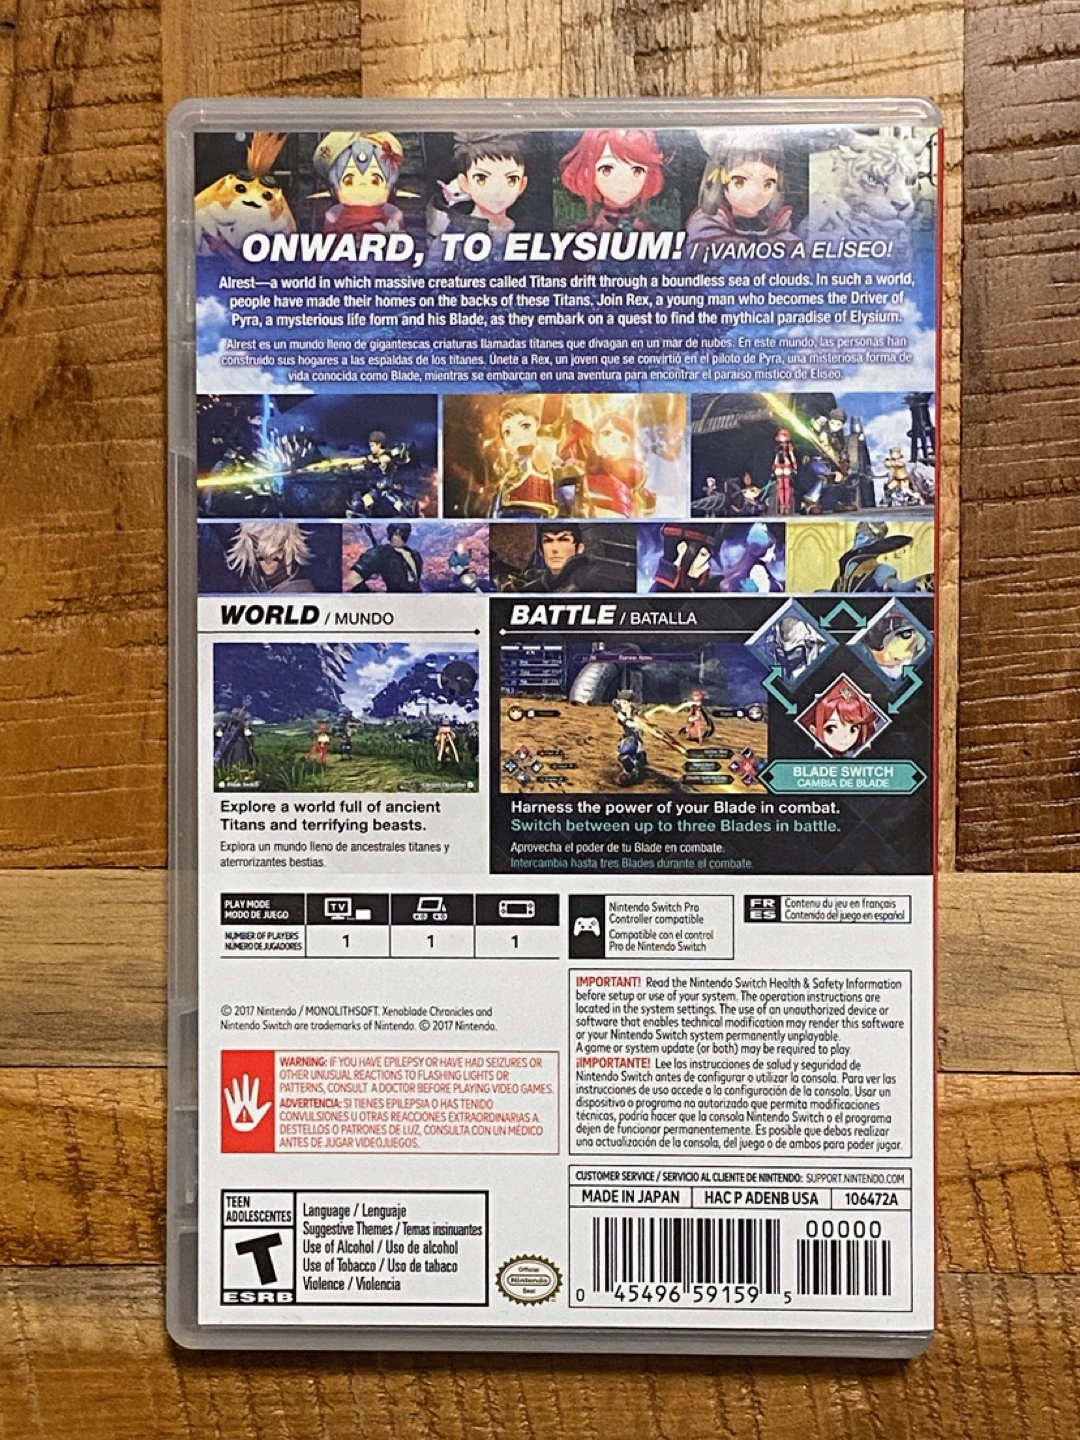 ONWARD, TO ELYSIUM! / ¡VAMOS A ELÍSEO!
Alrest—a world in which massive creatures called Titans drift through a boundless sea of clouds. In such a world,
people have made their homes on the backs of these Titans. Join Rex, a young man who becomes the Driver of
Pyra, a mysterious life form and his Blade, as they embark on a quest to find the mythical paradise of Elysium.
Alrest es un mundo lleno de gigantescas criaturas llamadas titanes que divagan en un mar de nubes. En este mundo, las personas han
construido sus hogares a las espaldas de los titanes. Únete a Rex, un joven que se convirtió en el piloto de Pyra, una misteriosa forma de
vida conocida como Blade, mientras se embarcan en una aventura para encontrar el paraíso místico de Elíseo.
WORLD / MUNDO
Explore a world full of ancient
Titans and terrifying beasts.
Explora un mundo lleno de ancestrales titanes y
aterrorizantes bestias.
BATTLE / BATALLA
BLADE SWITCH
CAMBIA DE BLADE
Harness the power of your Blade in combat.
Switch between up to three Blades in battle.
Aprovecha el poder de tu Blade en combate.
Intercambia hasta tres Blades durante el combate.
PLAY MODE
MODO DE JUEGO
TV
NUMBER OF PLAYERS
NÚMERO DE JUGADORES
1 1 1
Nintendo Switch Pro
Controller compatible
Compatible con el control
Pro de Nintendo Switch
FR Contenu du jeu en français
ES Contenido del juego en español
© 2017 Nintendo / MONOLITHSOFT. Xenoblade Chronicles and
Nintendo Switch are trademarks of Nintendo. © 2017 Nintendo.
WARNING: IF YOU HAVE EPILEPSY OR HAVE HAD SEIZURES OR
OTHER UNUSUAL REACTIONS TO FLASHING LIGHTS OR
PATTERNS, CONSULT A DOCTOR BEFORE PLAYING VIDEO GAMES.
ADVERTENCIA: SI TIENES EPILEPSIA O HAS TENIDO
CONVULSIONES U OTRAS REACCIONES EXTRAORDINARIAS A
DESTELLOS O PATRONES DE LUZ, CONSULTA CON UN MÉDICO
ANTES DE JUGAR VIDEOJUEGOS.
IMPORTANT! Read the Nintendo Switch Health & Safety Information
before setup or use of your system. The operation instructions are
located in the system settings. The use of an unauthorized device or
software that enables technical modification may render this software
or your Nintendo Switch system permanently unplayable.
A game or system update (or both) may be required to play.
¡IMPORTANTE! Lee las instrucciones de salud y seguridad de
Nintendo Switch antes de configurar o utilizar la consola. Para ver las
instrucciones de uso accede a la configuración de la consola. Usar un
dispositivo o programa no autorizado que permita modificaciones
técnicas, podría hacer que la consola Nintendo Switch o el programa
dejen de funcionar permanentemente. Es posible que debas realizar
una actualización de la consola, del juego o de ambos para poder jugar.
CUSTOMER SERVICE / SERVICIO AL CLIENTE DE NINTENDO: SUPPORT.NINTENDO.COM
MADE IN JAPAN HAC P ADENB USA 106472A
00000
0 45496 59159 5
TEEN
ADOLESCENTES
T
ESRB
Language / Lenguaje
Suggestive Themes / Temas insinuantes
Use of Alcohol / Uso de alcohol
Use of Tobacco / Uso de tabaco
Violence / Violencia
Official
Nintendo
Seal